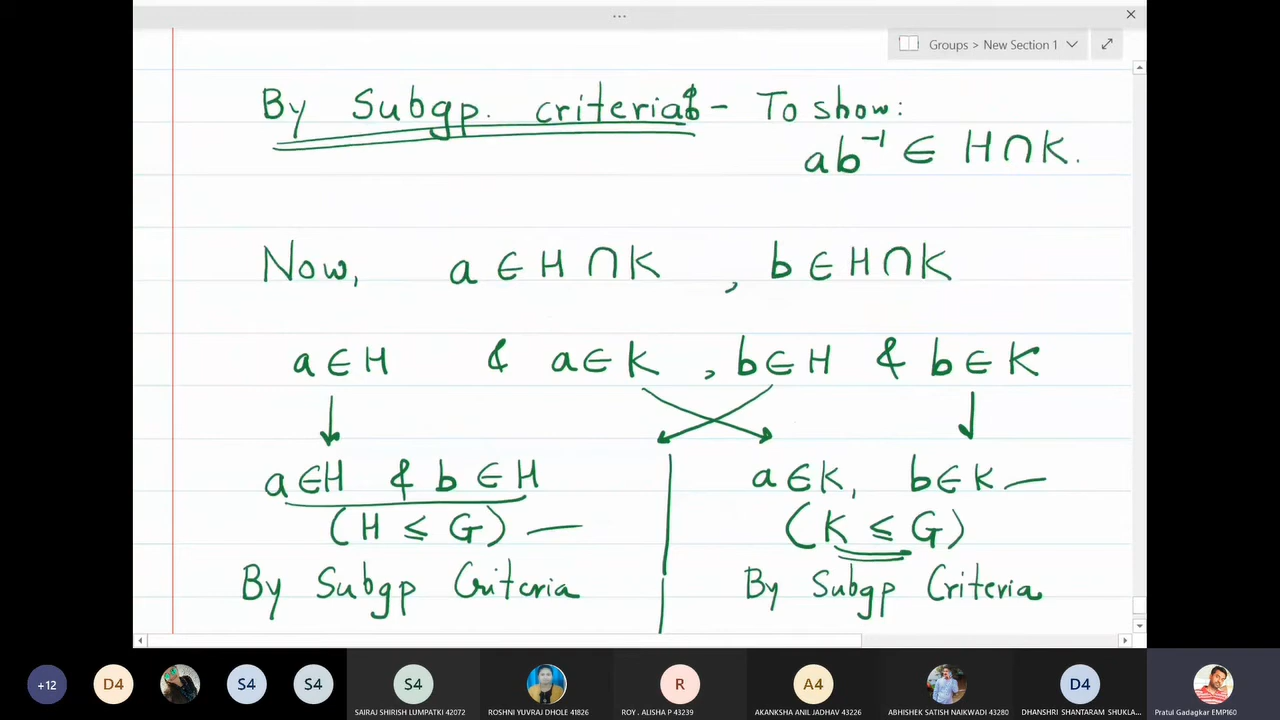 Groups > New Section 1
By Subgp. criteria - To show:
ab⁻¹ ∈ H∩K.
Now, a ∈ H∩K, b ∈ H∩K
a∈H & a∈K, b∈H & b∈K
a∈H & b∈H
(H ≤ G)
By Subgp Criteria
a∈K, b∈K
(K ≤ G)
By Subgp Criteria
+12 D4 S4 S4 S4 R A4 D4
SAIRAJ SHIRISH LUMPATKI 42072
ROSHNI YUVRAJ DHOLE 41826
ROY . ALISHA P 43239
AKANKSHA ANIL JADHAV 43226
ABHISHEK SATISH NAIKWADI 43280
DHANSHRI SHANTARAM SHUKLA...
Pratul Gadagkar EMP160